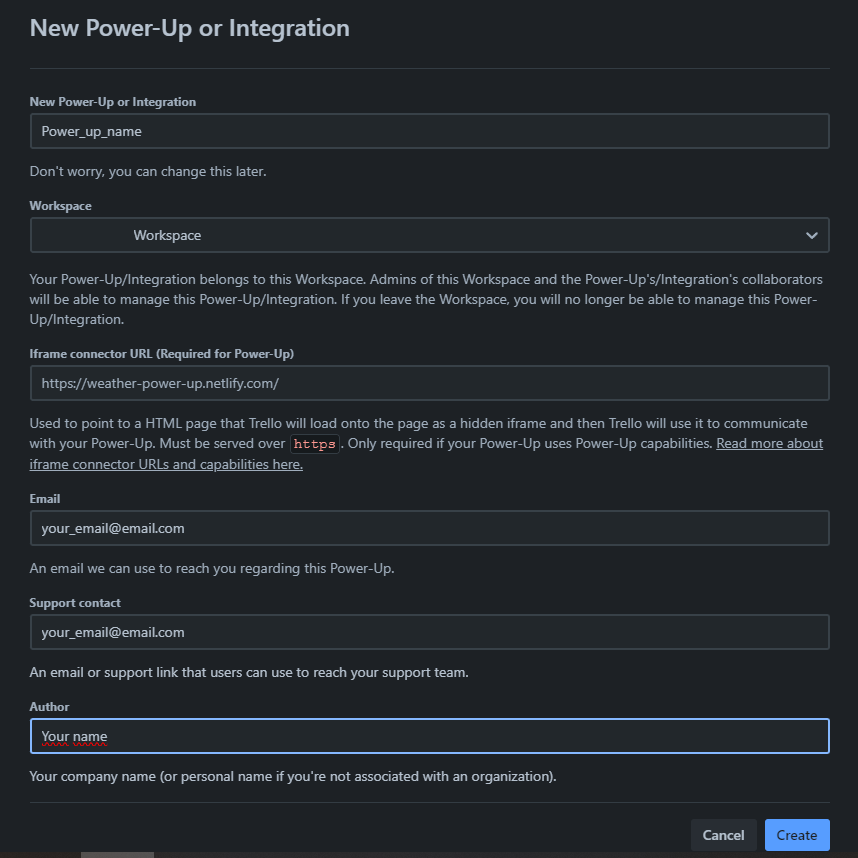 New Power-Up or Integration
New Power-Up or Integration
Power_up_name
Don't worry, you can change this later.
Workspace
Workspace
Your Power-Up/Integration belongs to this Workspace. Admins of this Workspace and the Power-Up's/Integration's collaborators
will be able to manage this Power-Up/Integration. If you leave the Workspace, you will no longer be able to manage this Power-
Up/Integration.
Iframe connector URL (Required for Power-Up)
https://weather-power-up.netlify.com/
Used to point to a HTML page that Trello will load onto the page as a hidden iframe and then Trello will use it to communicate
with your Power-Up. Must be served over https. Only required if your Power-Up uses Power-Up capabilities. Read more about
iframe connector URLs and capabilities here.
Email
your_email@email.com
An email we can use to reach you regarding this Power-Up.
Support contact
your_email@email.com
An email or support link that users can use to reach your support team.
Author
Your name
Your company name (or personal name if you're not associated with an organization).
Cancel Create